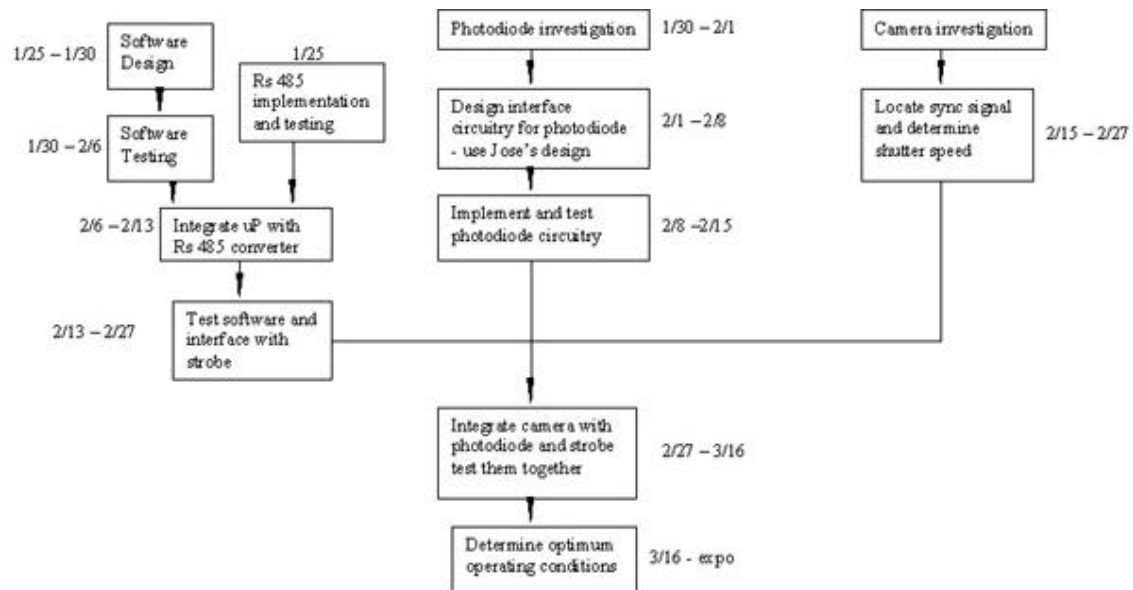 1/25 – 1/30
Software
Design
1/25
Rs 485
implementation
and testing
1/30 – 2/6
Software
Testing
2/6 – 2/13
Integrate uP with
Rs 485 converter
2/13 – 2/27
Test software and
interface with
strobe
Photodiode investigation
1/30 – 2/1
Design interface
circuitry for photodiode
- use Jose's design
2/1 – 2/8
Implement and test
photodiode circuitry
2/8 –2/15
Camera investigation
Locate sync signal
and determine
shutter speed
2/15 – 2/27
Integrate camera with
photodiode and strobe
test them together
2/27 – 3/16
Determine optimum
operating conditions
3/16 - expo